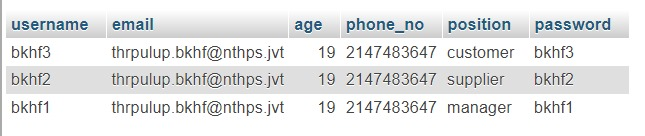 username email age phone_no position password
bkhf3 thrpulup.bkhf@nthps.jvt 19 2147483647 customer bkhf3
bkhf2 thrpulup.bkhf@nthps.jvt 19 2147483647 supplier bkhf2
bkhf1 thrpulup.bkhf@nthps.jvt 19 2147483647 manager bkhf1